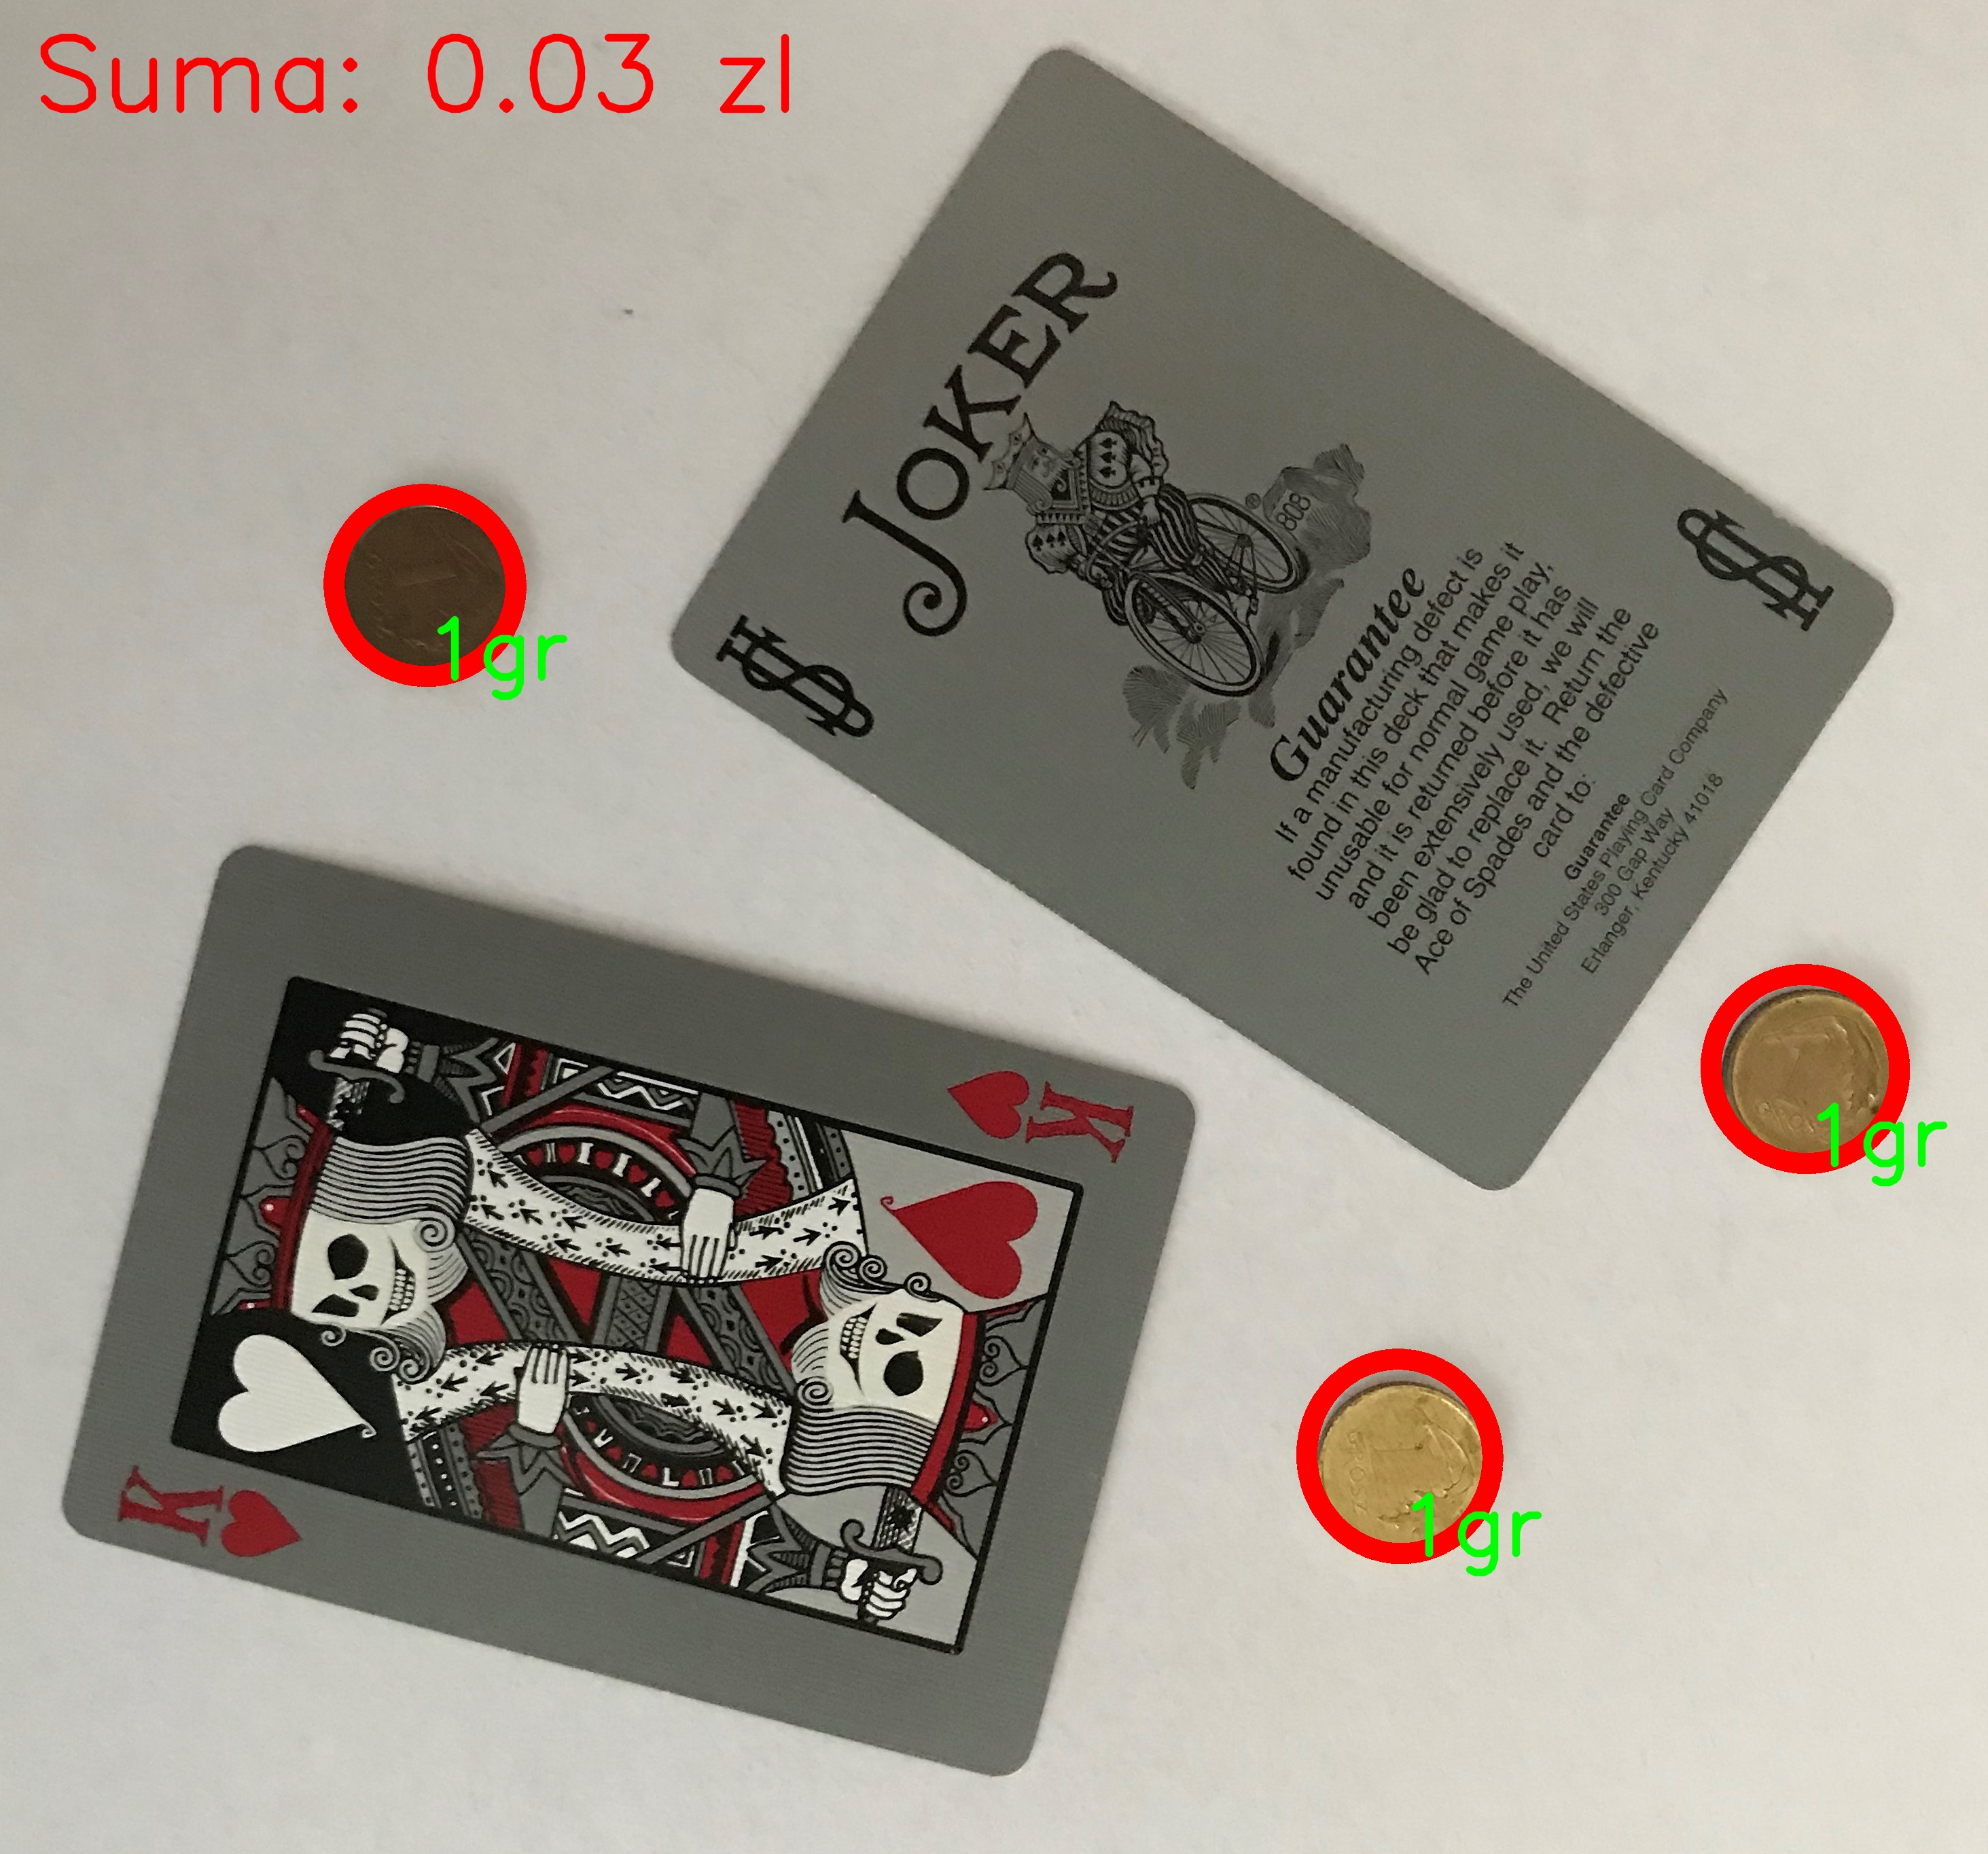 Suma: 0.03 zl
JOKER
808
Guarantee
If a manufacturing defect is
found in this deck that makes it
unusable for normal game play,
and it is returned before it has
been extensively used, we will
be glad to replace it. Return the
Ace of Spades and the defective
card to:
Guarantee
The United States Playing Card Company
300 Gap Way
Erlanger, Kentucky 41018
1gr
1gr
1gr
K
K